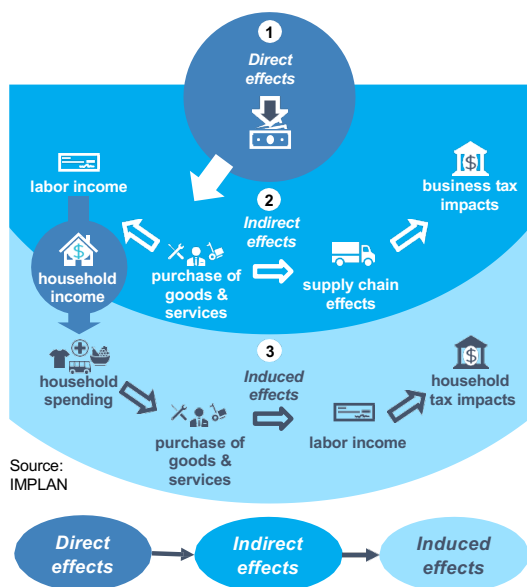 1
Direct
effects
labor income
business tax
impacts
2
Indirect
effects
household
income
purchase of
goods &
services
supply chain
effects
3
Induced
effects
household
spending
household
tax impacts
purchase of
goods &
services
labor income
Source:
IMPLAN
Direct
effects
Indirect
effects
Induced
effects